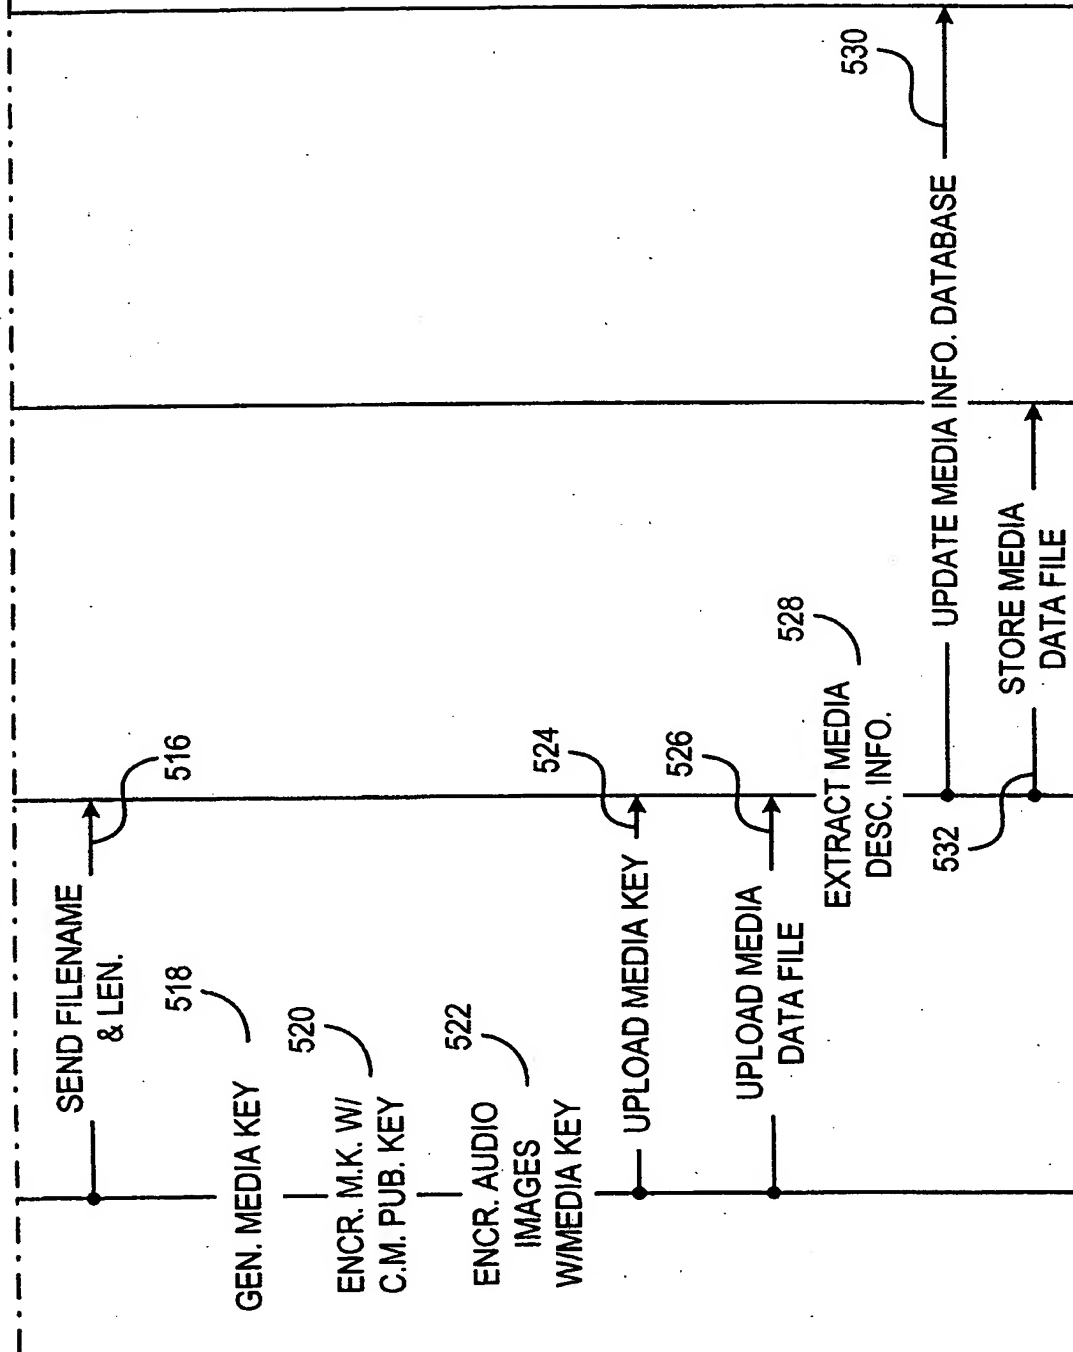 SEND FILENAME
& LEN.
516
GEN. MEDIA KEY
518
ENCR. M.K. W/
C.M. PUB. KEY
520
ENCR. AUDIO
IMAGES
W/MEDIA KEY
522
UPLOAD MEDIA KEY
524
UPLOAD MEDIA
DATA FILE
526
EXTRACT MEDIA
DESC. INFO.
528
UPDATE MEDIA INFO. DATABASE
530
STORE MEDIA
DATA FILE
532